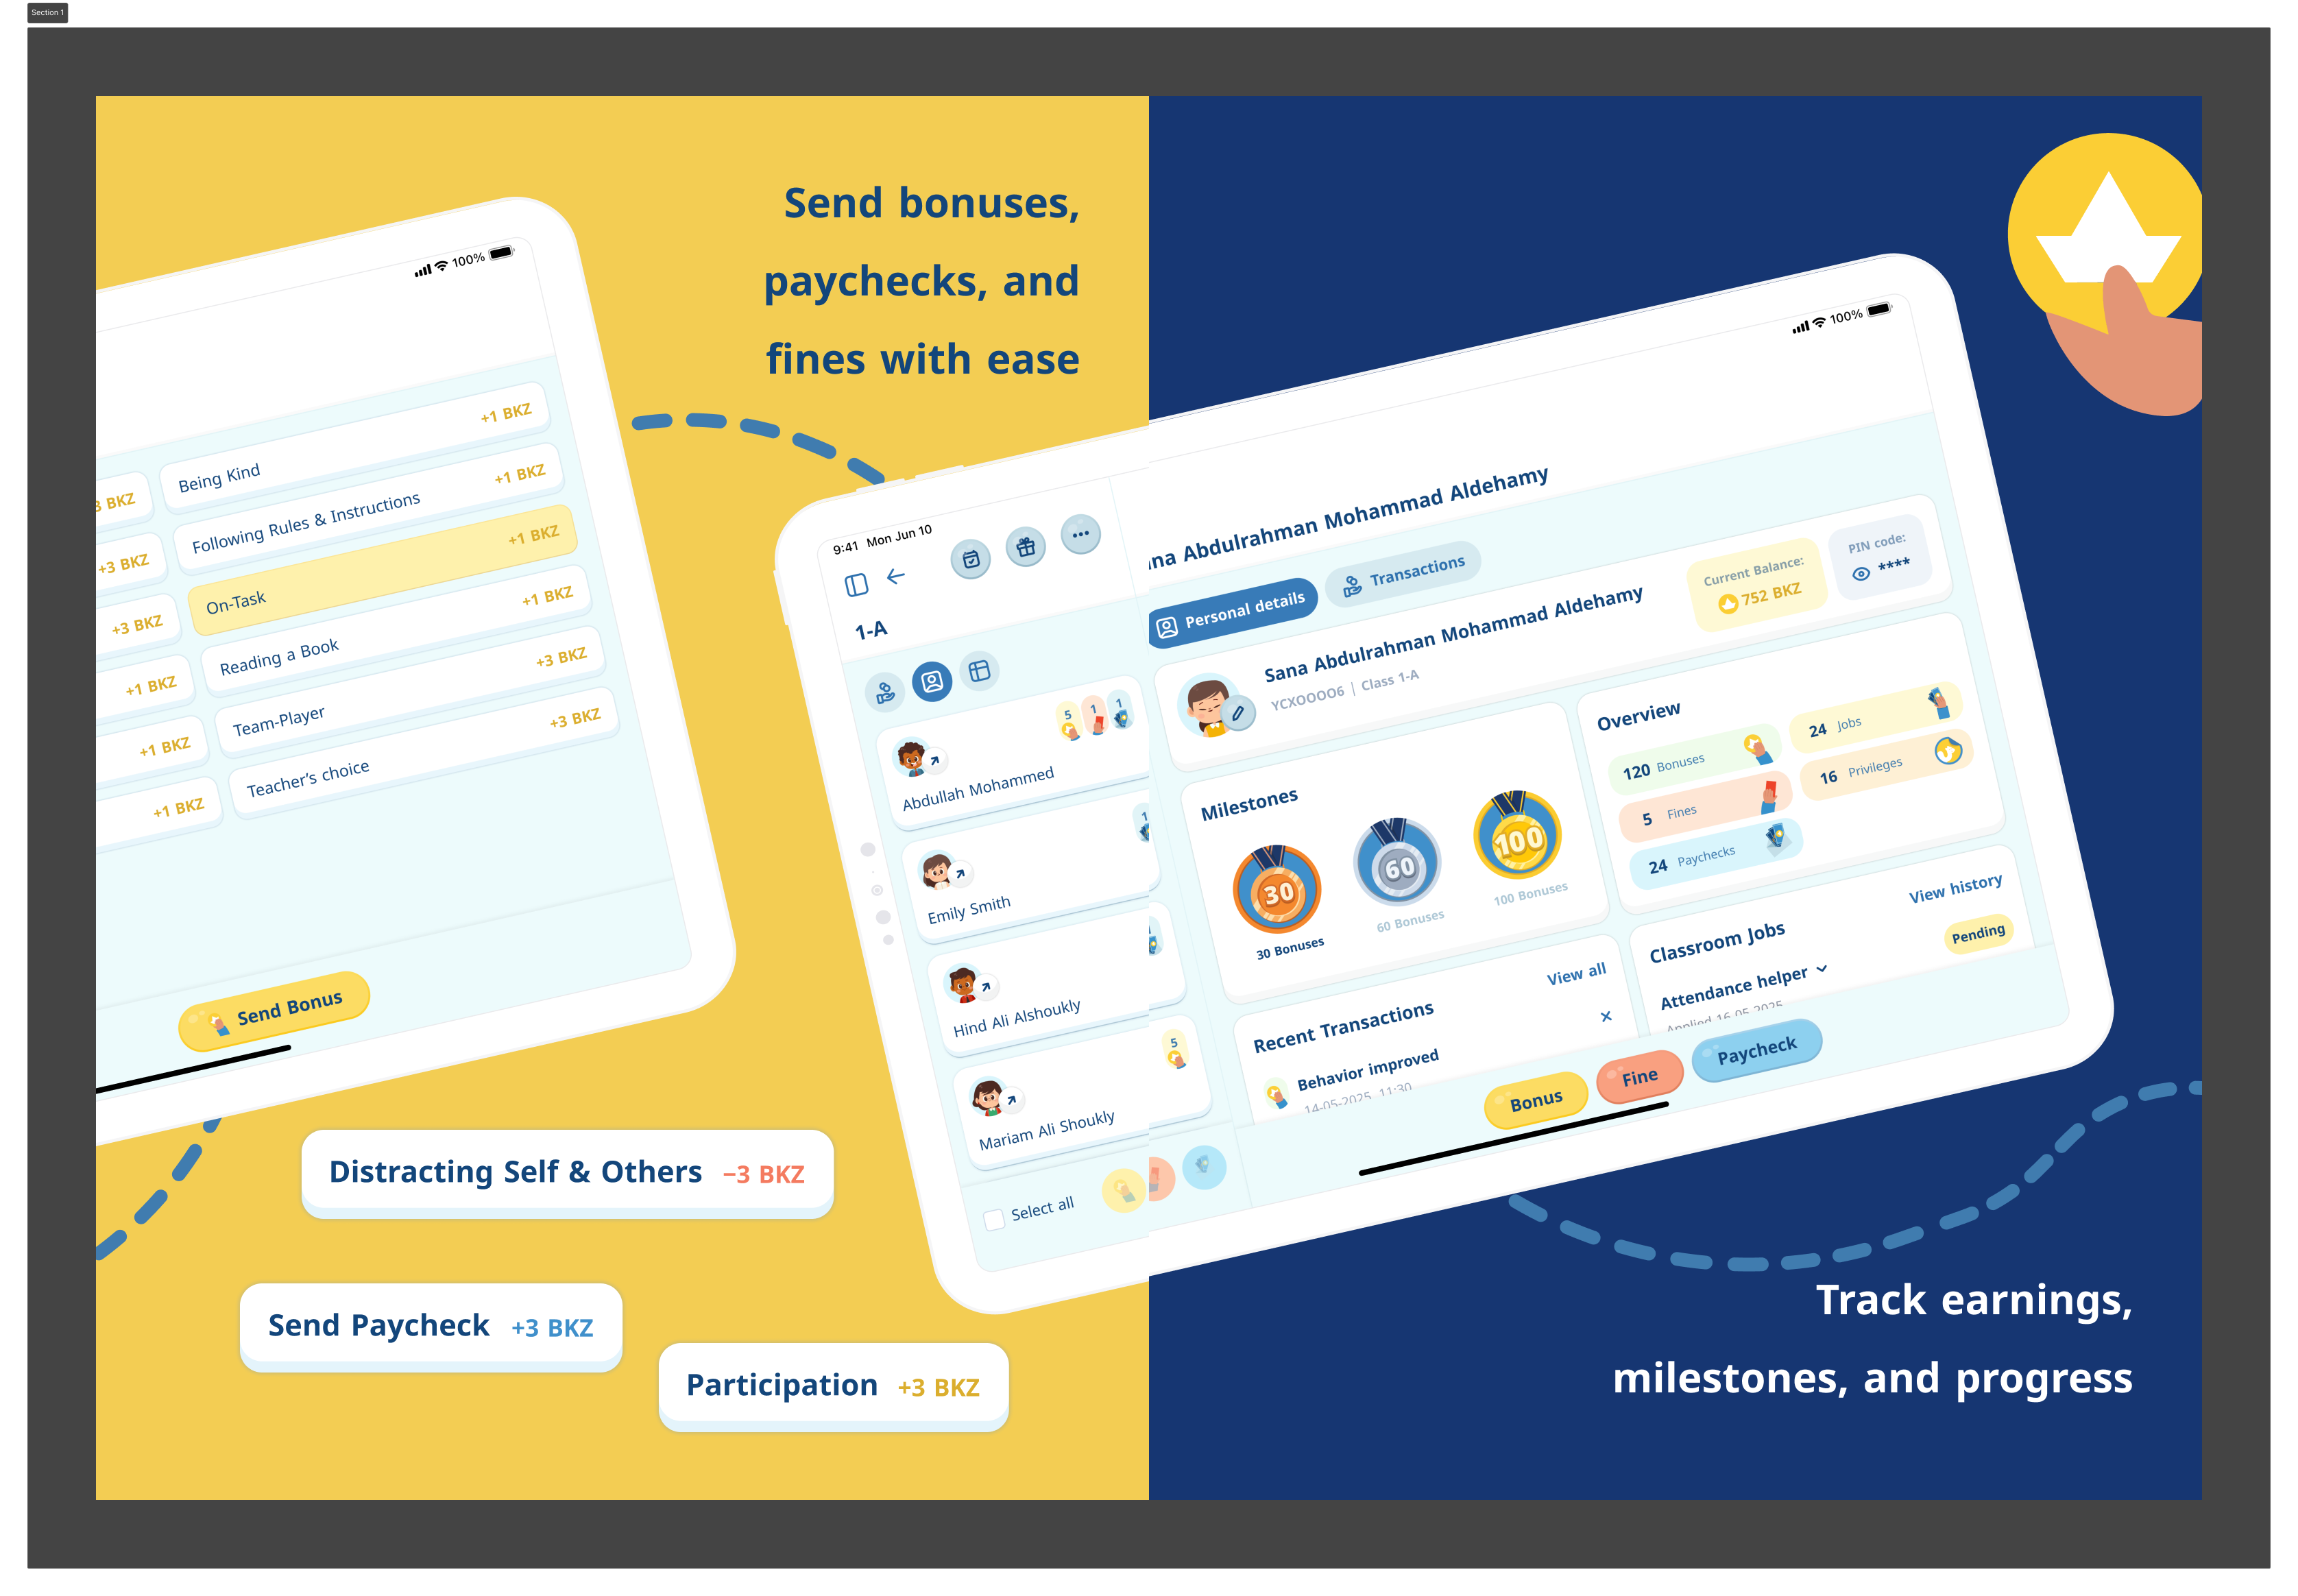 Section 1
Send bonuses,
paychecks, and
fines with ease
100%
BKZ
+3 BKZ
+3 BKZ
+1 BKZ
+1 BKZ
+1 BKZ
Being Kind +1 BKZ
Following Rules & Instructions +1 BKZ
On-Task +1 BKZ
Reading a Book +1 BKZ
Team-Player +3 BKZ
Teacher's choice +3 BKZ
Send Bonus
Distracting Self & Others −3 BKZ
Send Paycheck +3 BKZ
Participation +3 BKZ
9:41 Mon Jun 10
1-A
5 1 1
Abdullah Mohammed
1
Emily Smith
Hind Ali Alshoukly
5
Mariam Ali Shoukly
Select all
100%
Abdulrahman Mohammad Aldehamy
Personal details
Transactions
Sana Abdulrahman Mohammad Aldehamy
YCXOOOO6 | Class 1-A
Current Balance:
752 BKZ
PIN code:
****
Milestones
30
30 Bonuses
60
60 Bonuses
100
100 Bonuses
Overview
120 Bonuses
24 Jobs
5 Fines
16 Privileges
24 Paychecks
Recent Transactions
View all
Behavior improved
14-05-2025 11:30
Classroom Jobs
View history
Attendance helper
Pending
Applied 16.05.2025
Bonus
Fine
Paycheck
Track earnings,
milestones, and progress